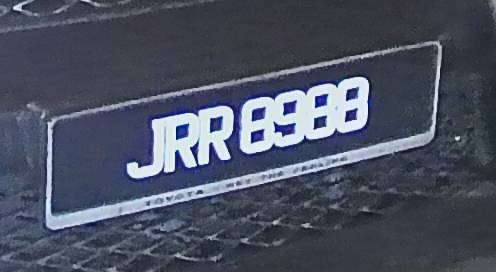 JRR 8988
TOYOTA GET THE FEELING